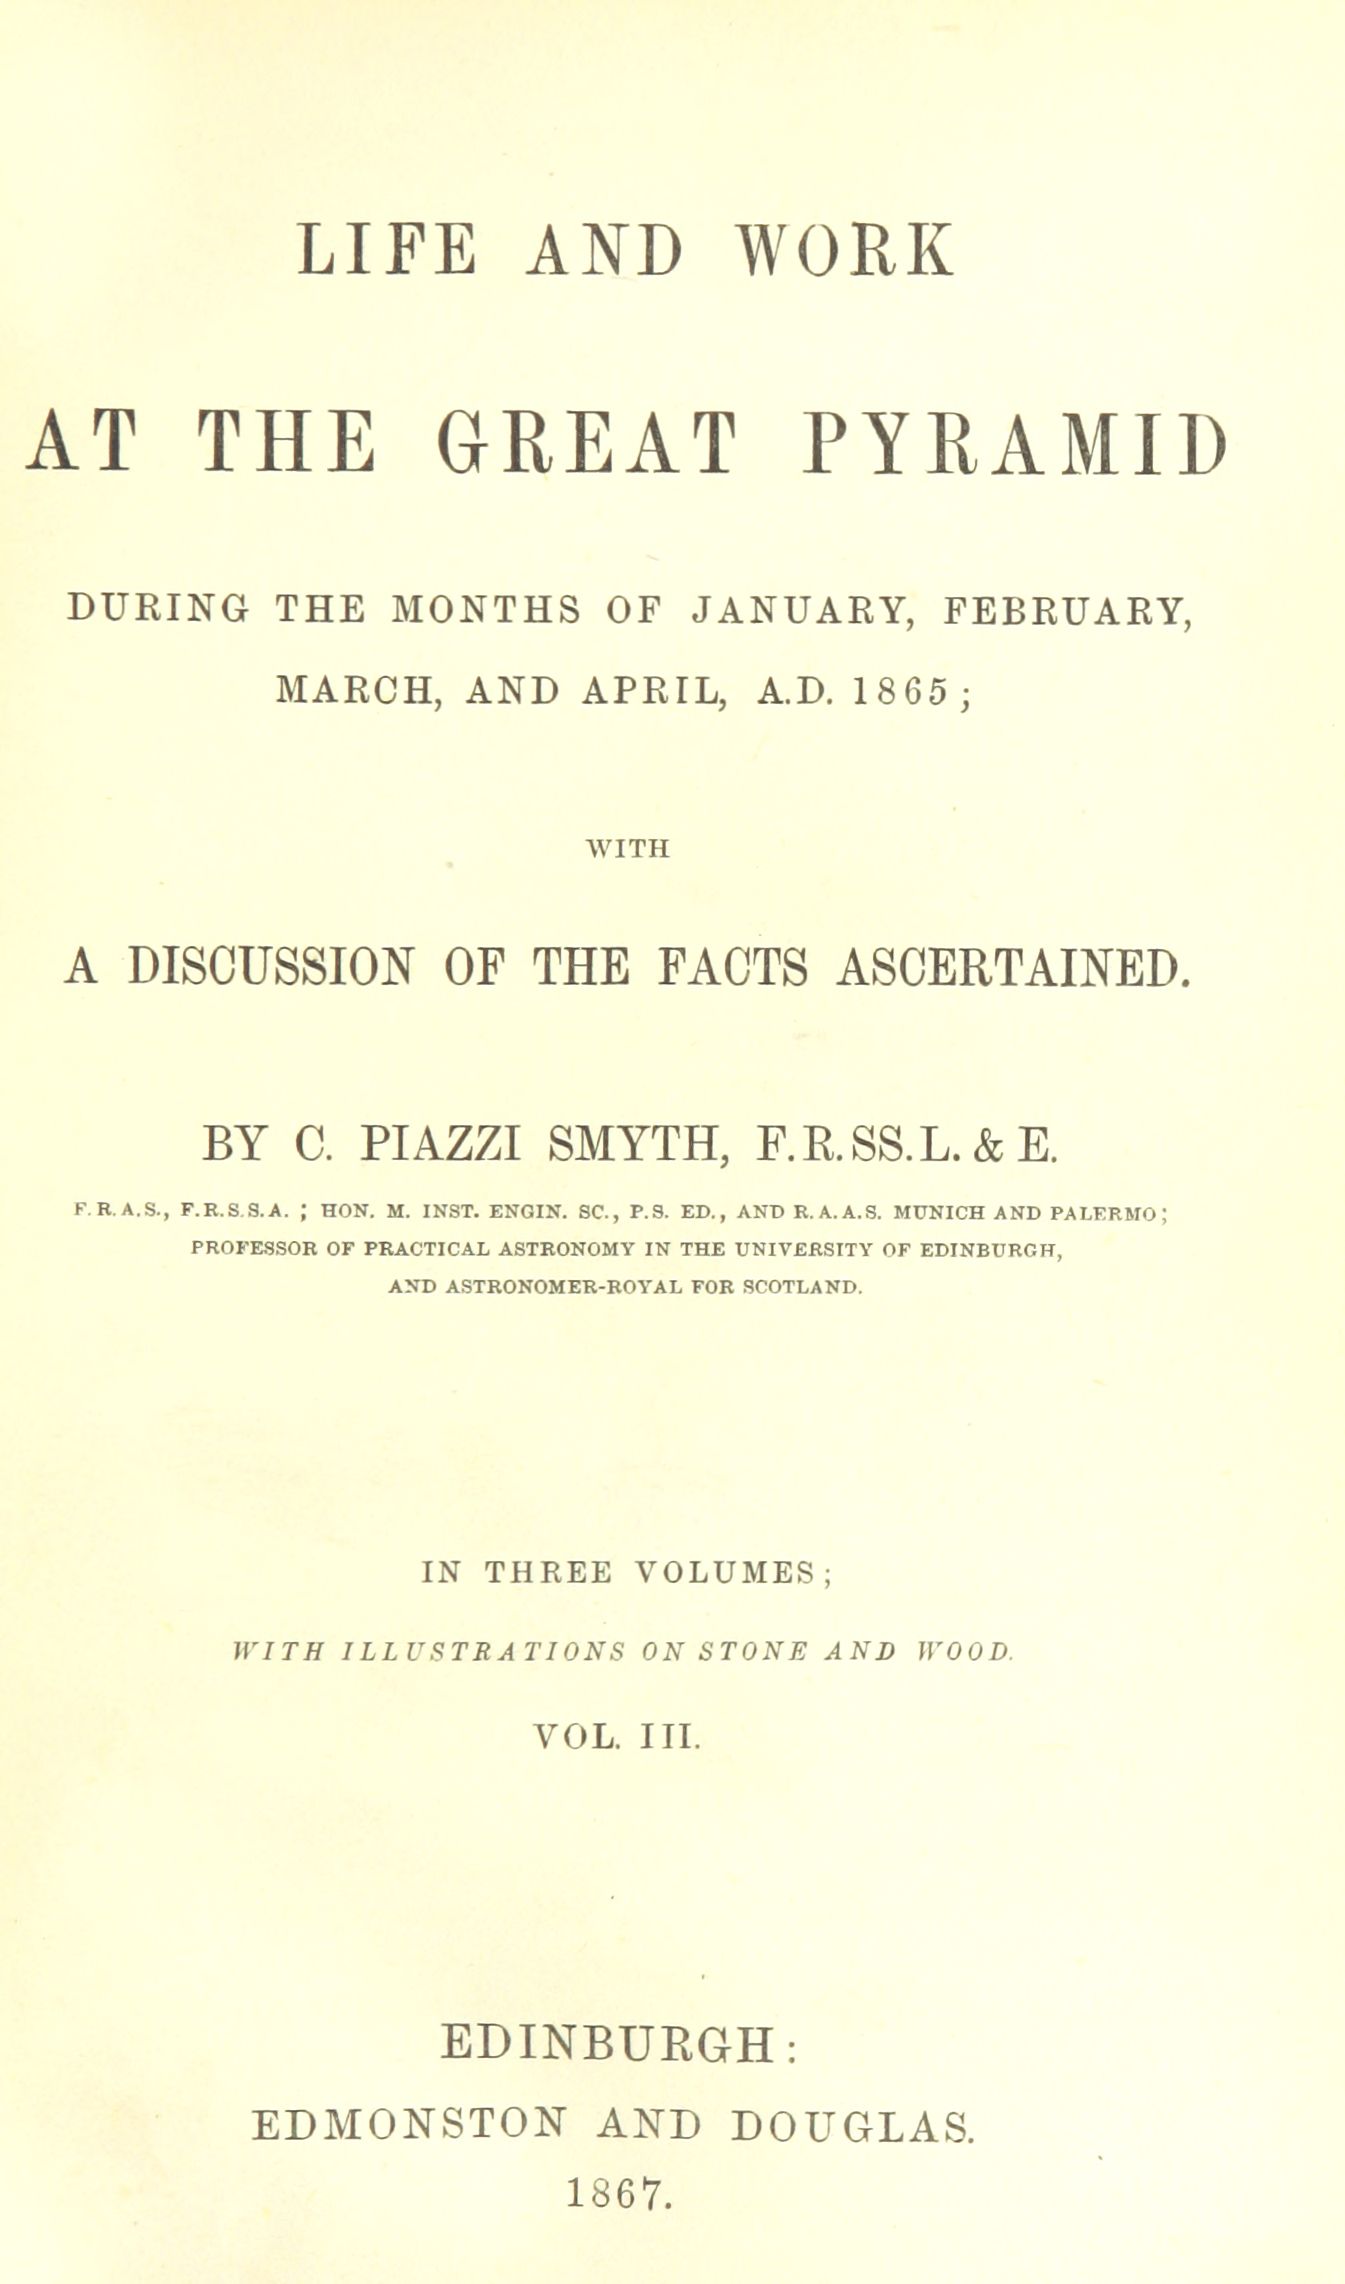 LIFE AND WORK
AT THE GREAT PYRAMID
DURING THE MONTHS OF JANUARY, FEBRUARY,
MARCH, AND APRIL, A.D. 1865;
WITH
A DISCUSSION OF THE FACTS ASCERTAINED.
BY C. PIAZZI SMYTH, F.R.SS.L. & E.
F.R.A.S., F.R.S.S.A.; HON. M. INST. ENGIN. SC., P.S. ED., AND R.A.A.S. MUNICH AND PALERMO;
PROFESSOR OF PRACTICAL ASTRONOMY IN THE UNIVERSITY OF EDINBURGH,
AND ASTRONOMER-ROYAL FOR SCOTLAND.
IN THREE VOLUMES;
WITH ILLUSTRATIONS ON STONE AND WOOD.
VOL. III.
EDINBURGH:
EDMONSTON AND DOUGLAS.
1867.